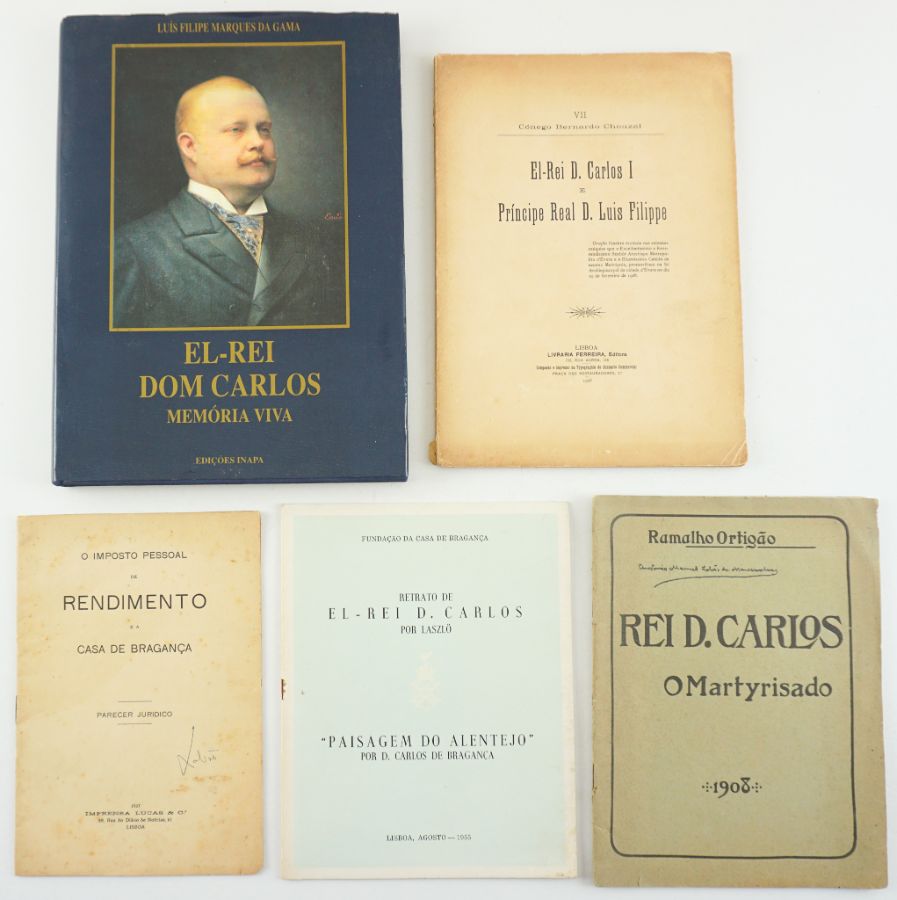 LUÍS FILIPE MARQUES DA GAMA
EL-REI
DOM CARLOS
MEMÓRIA VIVA
EDIÇÕES INAPA
VII
Cónego Bernardo Chouzal
El-Rei D. Carlos I
E
Príncipe Real D. Luis Filippe
LISBOA
LIVRARIA FERREIRA, Editora
1908
O IMPOSTO PESSOAL
DE
RENDIMENTO
E A
CASA DE BRAGANÇA
PARECER JURIDICO
IMPRENSA LUCAS & C.ª
LISBOA
FUNDAÇÃO DA CASA DE BRAGANÇA
RETRATO DE
EL-REI D. CARLOS
POR LASZLÖ
"PAISAGEM DO ALENTEJO"
POR D. CARLOS DE BRAGANÇA
LISBOA, AGOSTO — 1955
Ramalho Ortigão
REI D. CARLOS
O Martyrisado
1908